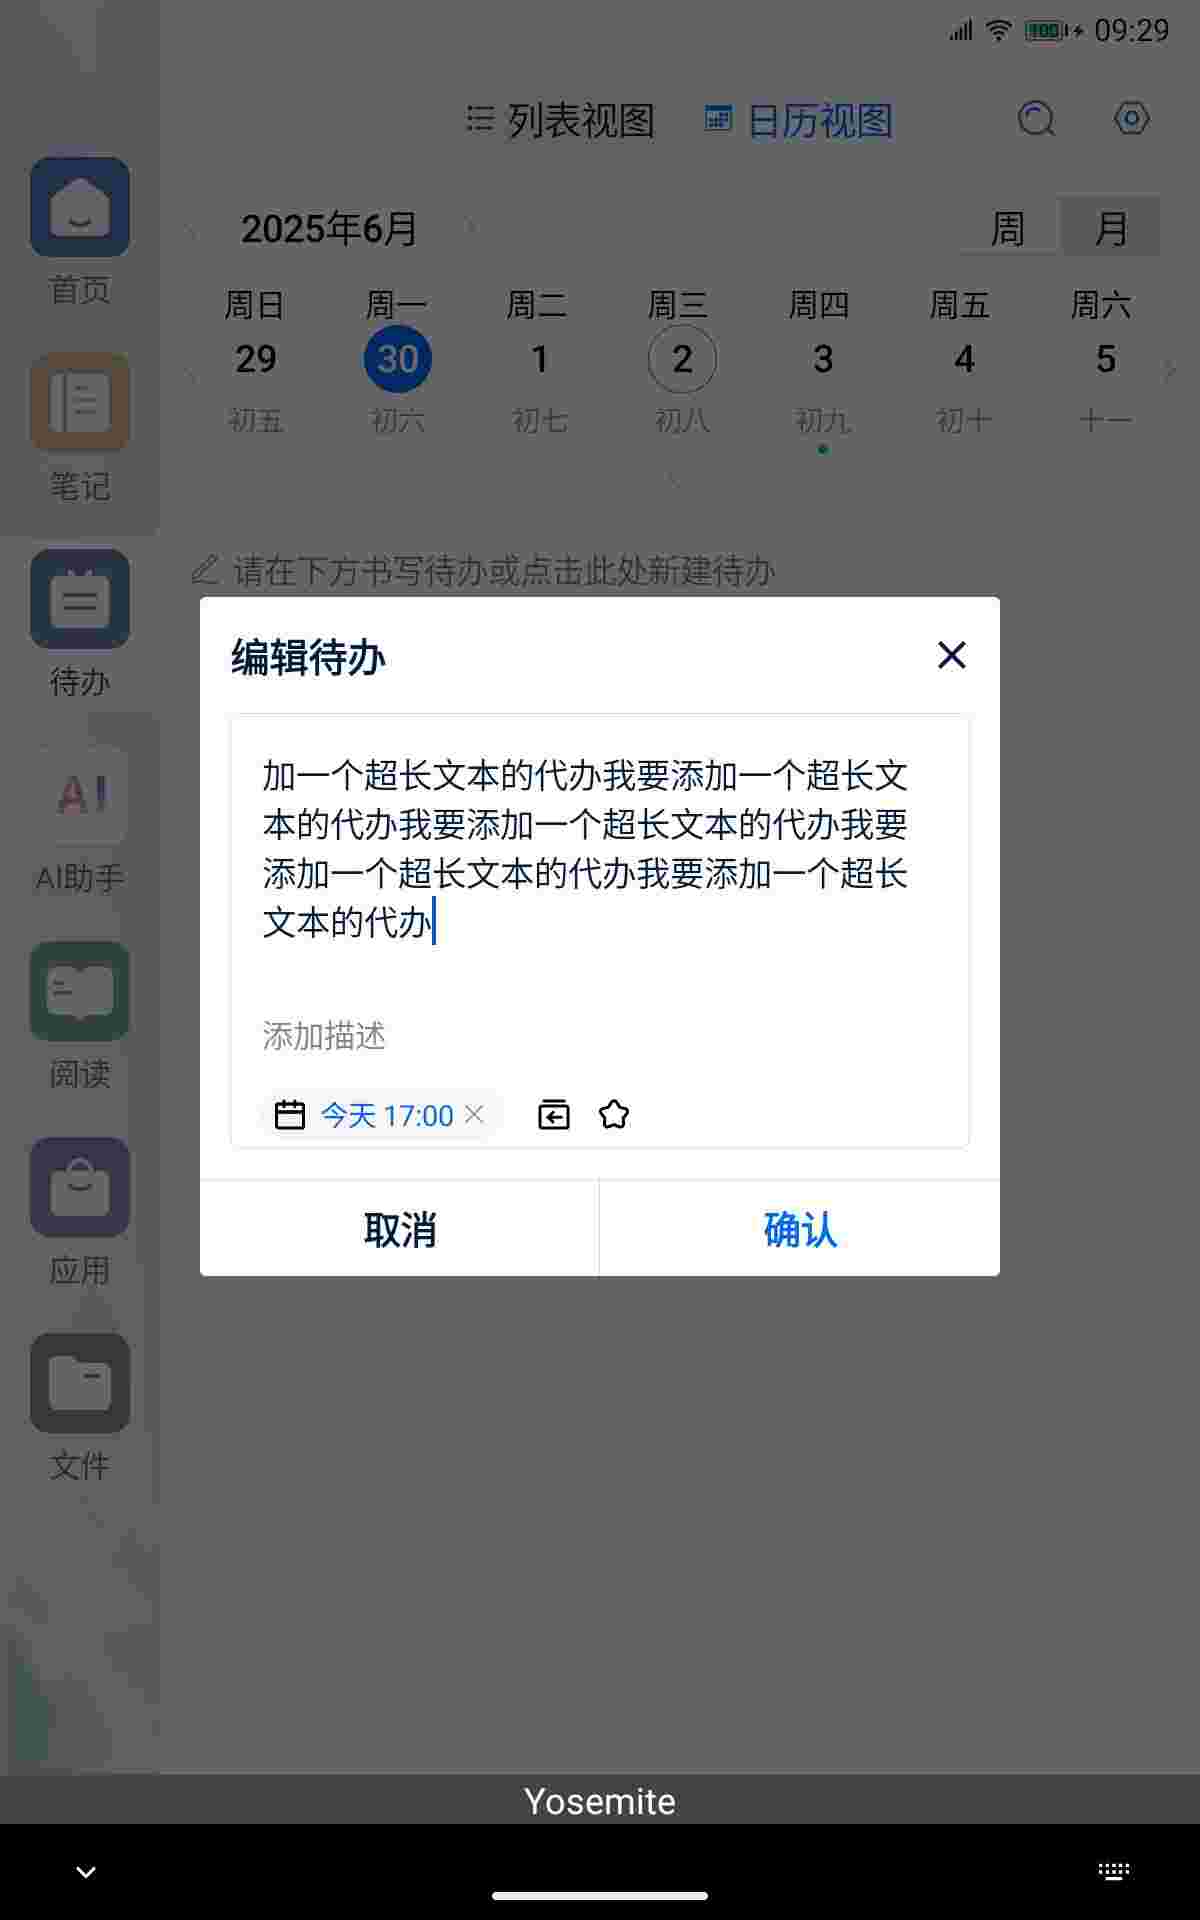 09:29
列表视图 日历视图
2025年6月 周 月
周日 周一 周二 周三 周四 周五 周六
29 30 1 2 3 4 5
初五 初六 初七 初八 初九 初十 十一
请在下方书写待办或点击此处新建待办
首页
笔记
待办
AI
AI助手
阅读
应用
文件
编辑待办
加一个超长文本的代办我要添加一个超长文
本的代办我要添加一个超长文本的代办我要
添加一个超长文本的代办我要添加一个超长
文本的代办
添加描述
今天 17:00
取消 确认
Yosemite